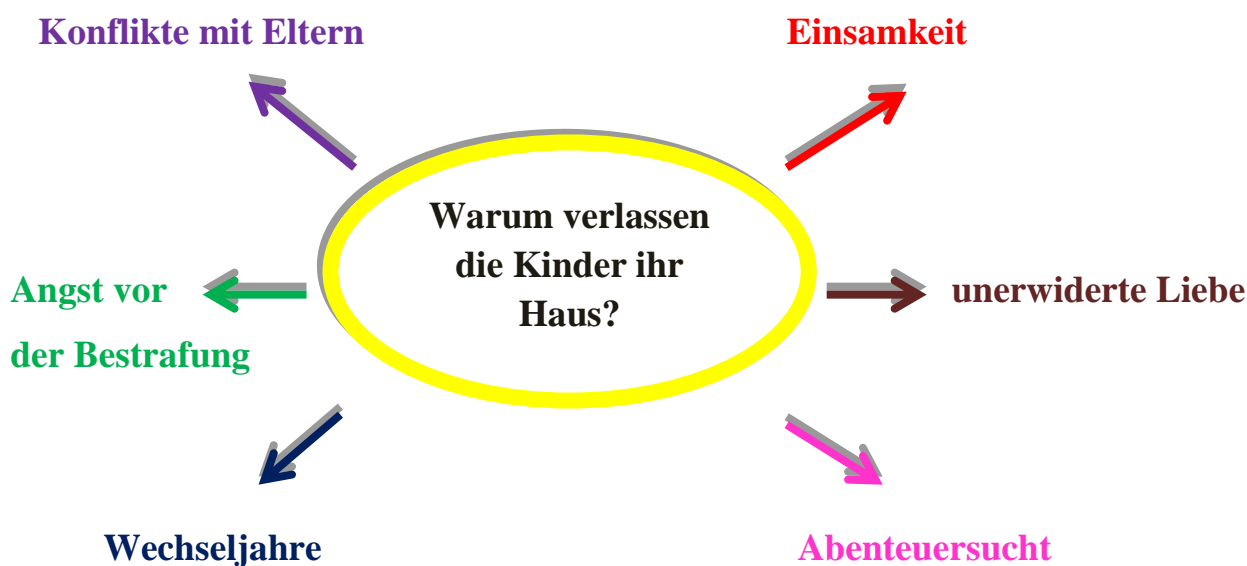 Konflikte mit Eltern
Einsamkeit
Warum verlassen
die Kinder ihr
Haus?
Angst vor
der Bestrafung
unerwiderte Liebe
Wechseljahre
Abenteuersucht